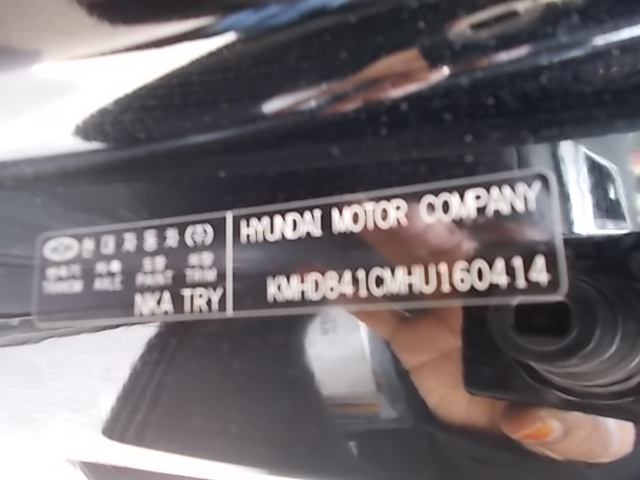 현대자동차(주)
변속기 차축 도장 내장
TRANSM AXLE PAINT TRIM
NKA TRY
HYUNDAI MOTOR COMPANY
KMHD841CMHU160414